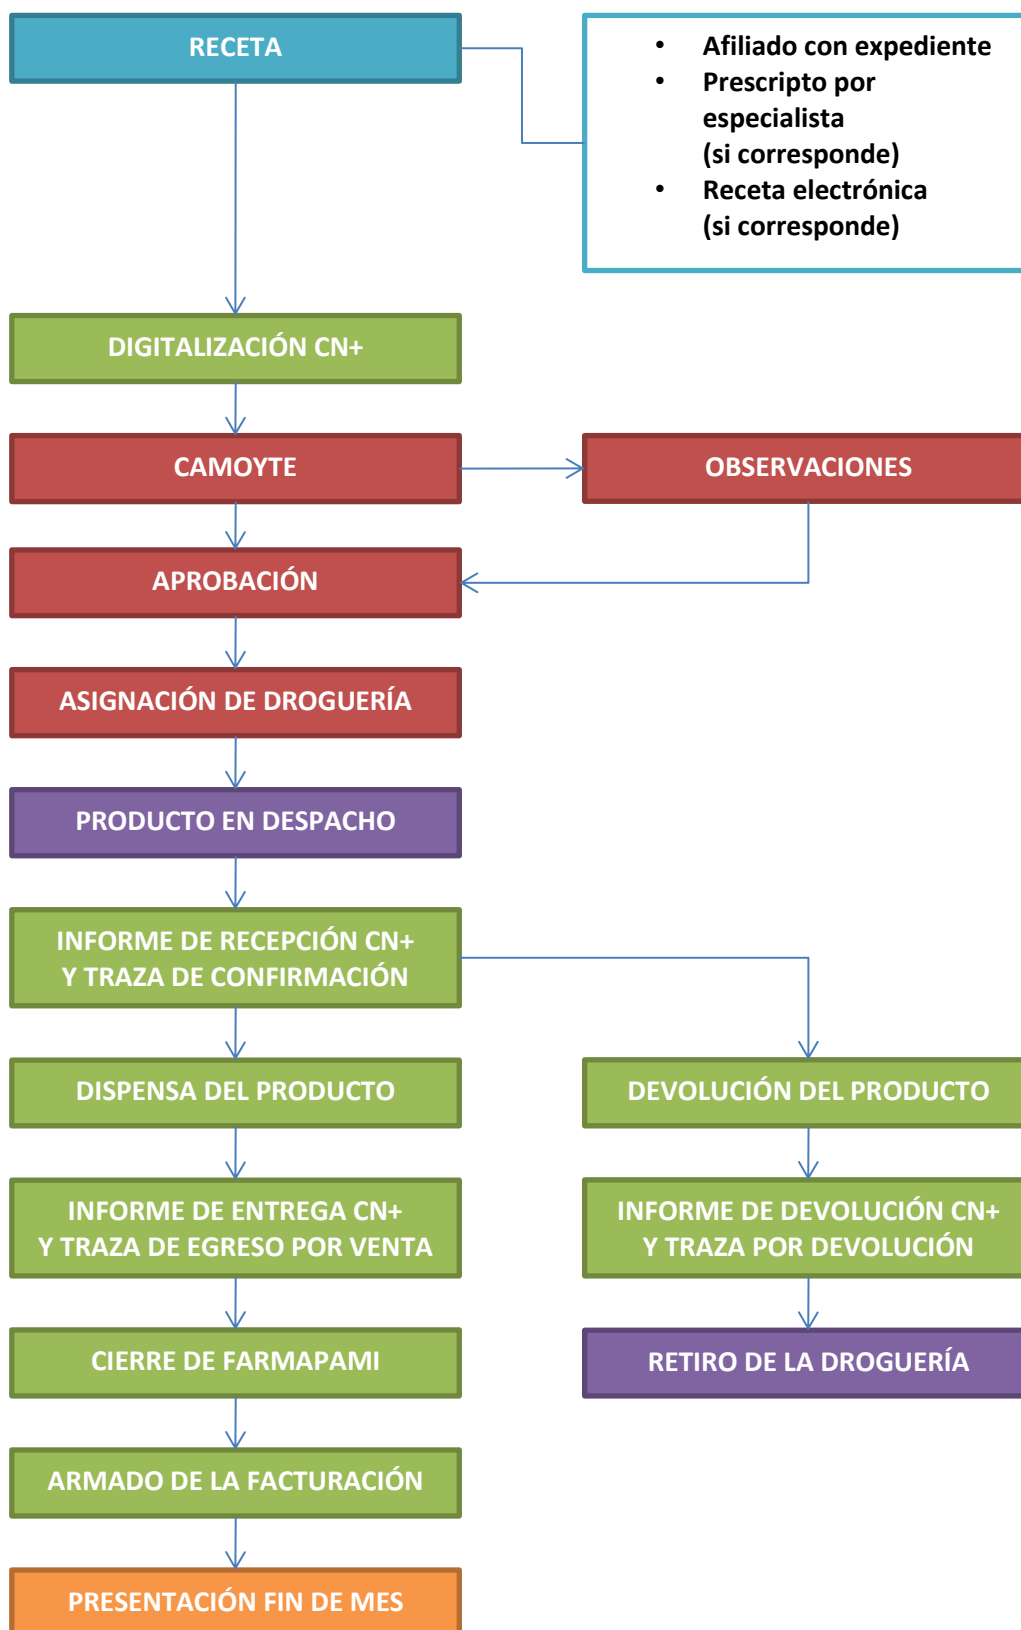 RECETA
• Afiliado con expediente
• Prescripto por
especialista
(si corresponde)
• Receta electrónica
(si corresponde)
DIGITALIZACIÓN CN+
CAMOYTE
OBSERVACIONES
APROBACIÓN
ASIGNACIÓN DE DROGUERÍA
PRODUCTO EN DESPACHO
INFORME DE RECEPCIÓN CN+
Y TRAZA DE CONFIRMACIÓN
DISPENSA DEL PRODUCTO
DEVOLUCIÓN DEL PRODUCTO
INFORME DE ENTREGA CN+
Y TRAZA DE EGRESO POR VENTA
INFORME DE DEVOLUCIÓN CN+
Y TRAZA POR DEVOLUCIÓN
CIERRE DE FARMAPAMI
RETIRO DE LA DROGUERÍA
ARMADO DE LA FACTURACIÓN
PRESENTACIÓN FIN DE MES